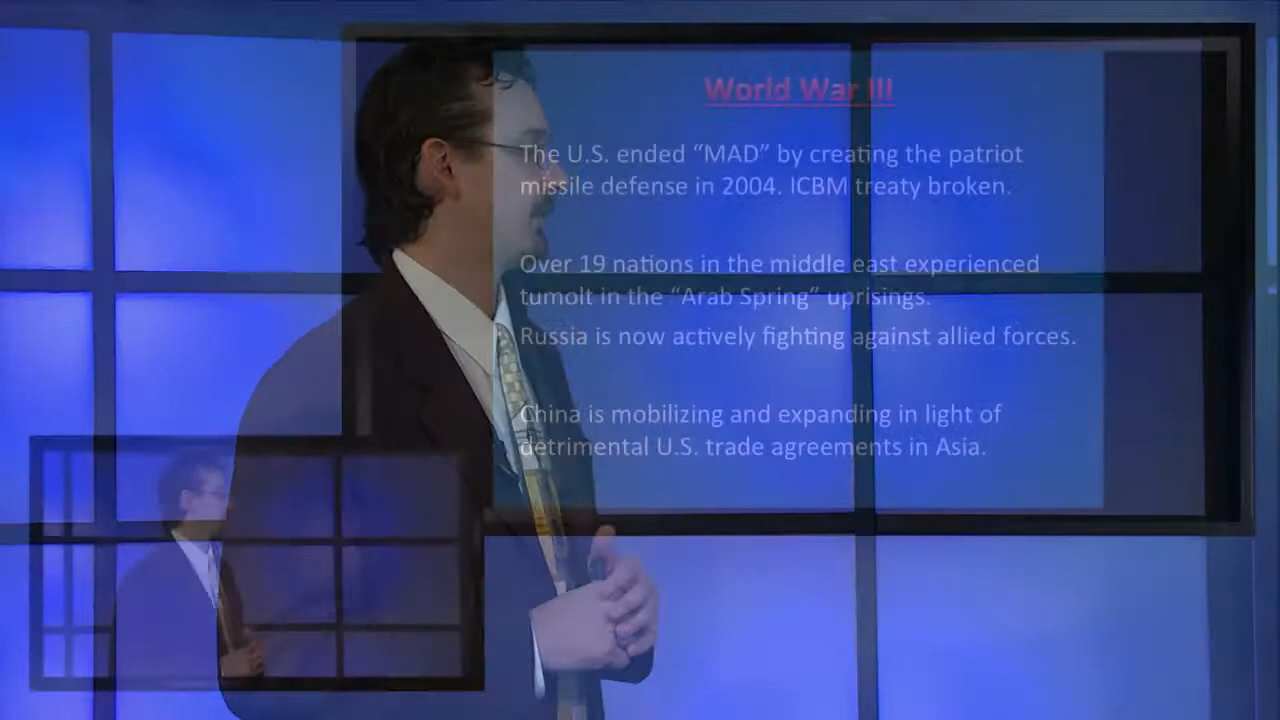 World War III
The U.S. ended “MAD” by creating the patriot
missile defense in 2004. ICBM treaty broken.
Over 19 nations in the middle east experienced
tumolt in the “Arab Spring” uprisings.
Russia is now actively fighting against allied forces.
China is mobilizing and expanding in light of
detrimental U.S. trade agreements in Asia.